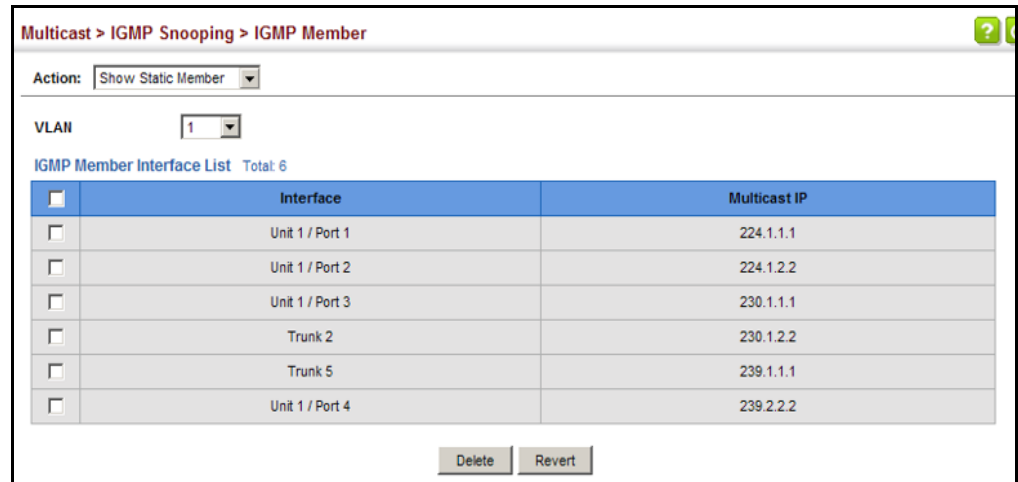 Multicast > IGMP Snooping > IGMP Member
?
Action: Show Static Member
VLAN 1
IGMP Member Interface List Total: 6
Interface Multicast IP
Unit 1 / Port 1 224.1.1.1
Unit 1 / Port 2 224.1.2.2
Unit 1 / Port 3 230.1.1.1
Trunk 2 230.1.2.2
Trunk 5 239.1.1.1
Unit 1 / Port 4 239.2.2.2
Delete Revert